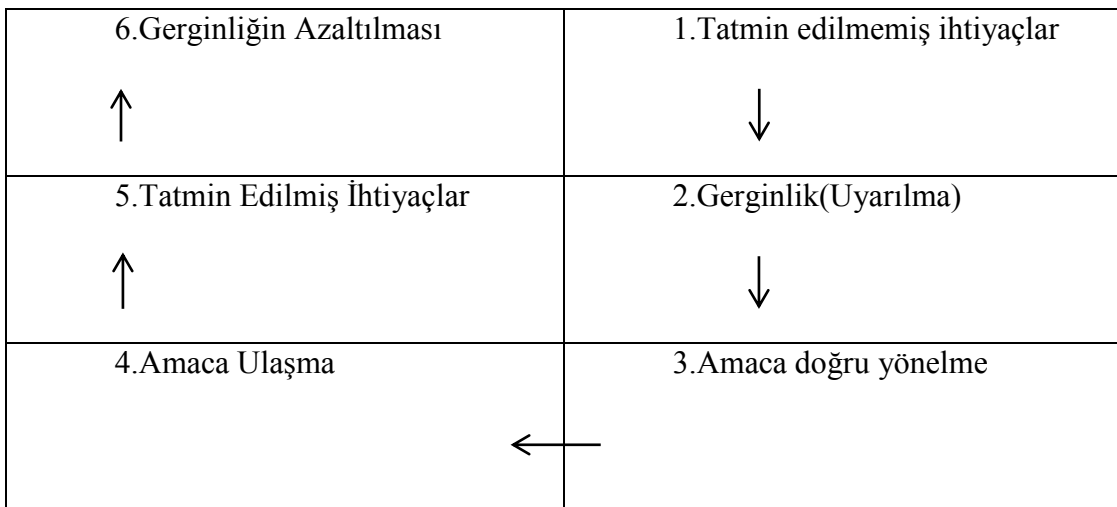 6.Gerginliğin Azaltılması
1.Tatmin edilmemiş ihtiyaçlar
5.Tatmin Edilmiş İhtiyaçlar
2.Gerginlik(Uyarılma)
4.Amaca Ulaşma
3.Amaca doğru yönelme